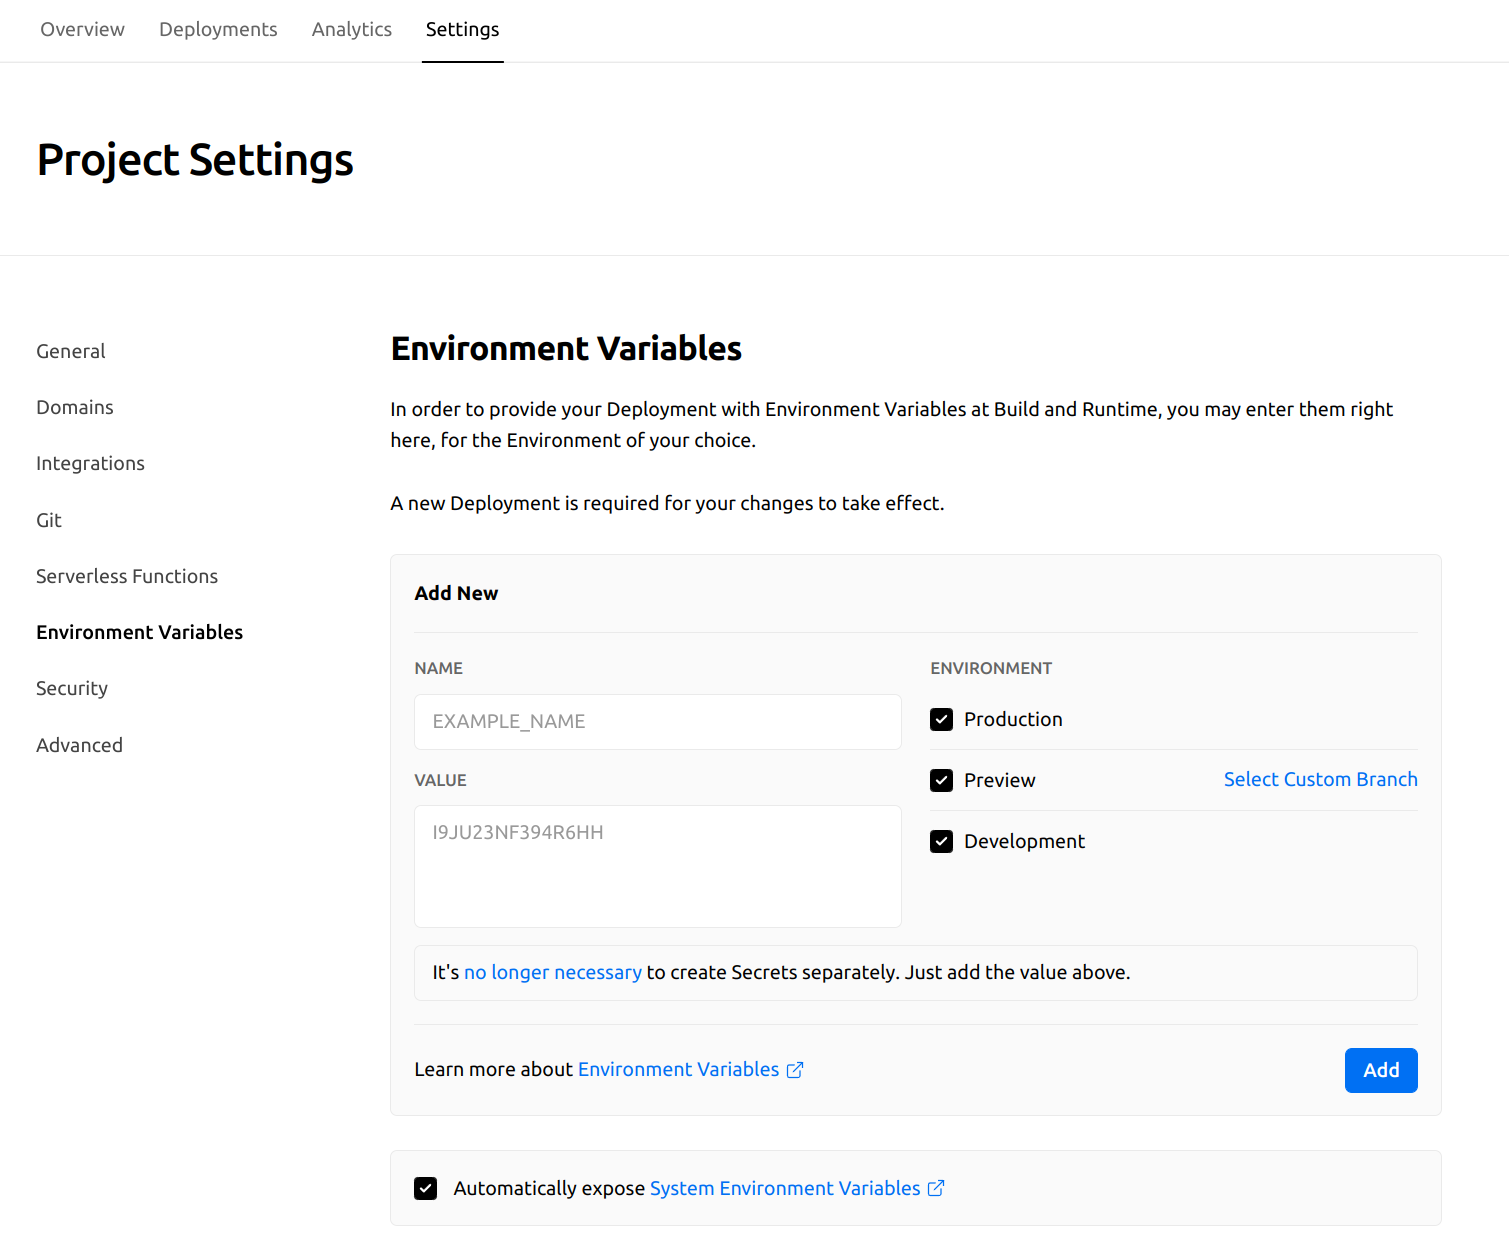 Overview Deployments Analytics Settings
Project Settings
General
Domains
Integrations
Git
Serverless Functions
Environment Variables
Security
Advanced
Environment Variables
In order to provide your Deployment with Environment Variables at Build and Runtime, you may enter them right
here, for the Environment of your choice.
A new Deployment is required for your changes to take effect.
Add New
NAME
EXAMPLE_NAME
VALUE
I9JU23NF394R6HH
ENVIRONMENT
Production
Preview Select Custom Branch
Development
It's no longer necessary to create Secrets separately. Just add the value above.
Learn more about Environment Variables
Add
Automatically expose System Environment Variables